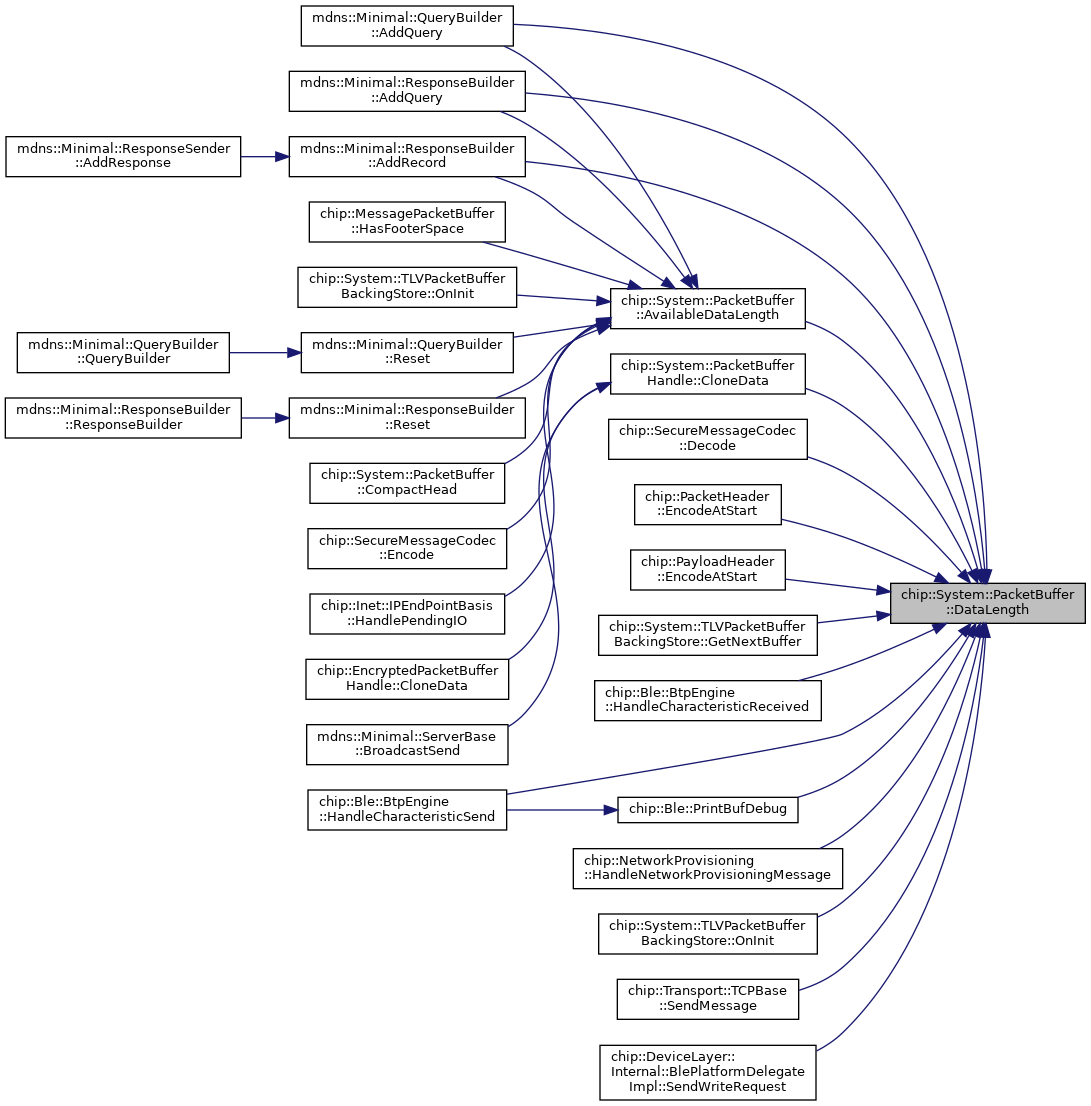 mdns::Minimal::QueryBuilder
::AddQuery
mdns::Minimal::ResponseBuilder
::AddQuery
mdns::Minimal::ResponseSender
::AddResponse
mdns::Minimal::ResponseBuilder
::AddRecord
chip::MessagePacketBuffer
::HasFooterSpace
chip::System::TLVPacketBuffer
BackingStore::OnInit
chip::System::PacketBuffer
::AvailableDataLength
mdns::Minimal::QueryBuilder
::QueryBuilder
mdns::Minimal::QueryBuilder
::Reset
chip::System::PacketBuffer
Handle::CloneData
mdns::Minimal::ResponseBuilder
::ResponseBuilder
mdns::Minimal::ResponseBuilder
::Reset
chip::SecureMessageCodec
::Decode
chip::System::PacketBuffer
::CompactHead
chip::PacketHeader
::EncodeAtStart
chip::SecureMessageCodec
::Encode
chip::PayloadHeader
::EncodeAtStart
chip::System::PacketBuffer
::DataLength
chip::Inet::IPEndPointBasis
::HandlePendingIO
chip::System::TLVPacketBuffer
BackingStore::GetNextBuffer
chip::EncryptedPacketBuffer
Handle::CloneData
chip::Ble::BtpEngine
::HandleCharacteristicReceived
mdns::Minimal::ServerBase
::BroadcastSend
chip::Ble::BtpEngine
::HandleCharacteristicSend
chip::Ble::PrintBufDebug
chip::NetworkProvisioning
::HandleNetworkProvisioningMessage
chip::System::TLVPacketBuffer
BackingStore::OnInit
chip::Transport::TCPBase
::SendMessage
chip::DeviceLayer::
Internal::BlePlatformDelegate
Impl::SendWriteRequest